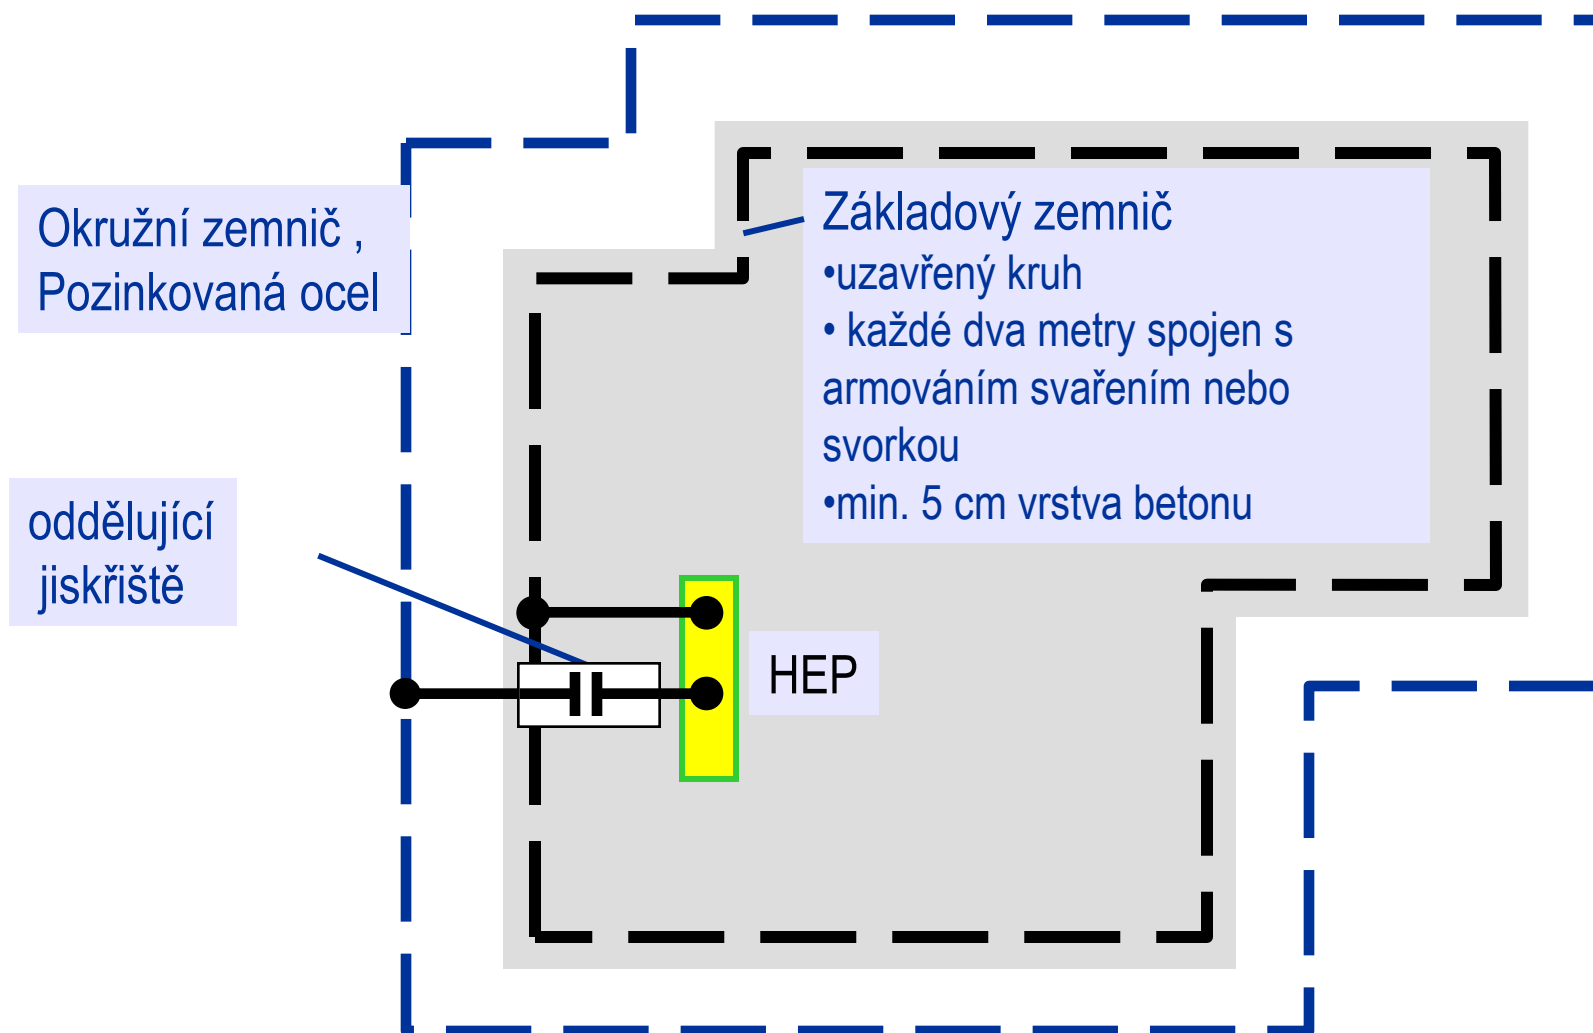 Okružní zemnič ,
Pozinkovaná ocel
Základový zemnič
•uzavřený kruh
• každé dva metry spojen s
armováním svařením nebo
svorkou
•min. 5 cm vrstva betonu
oddělující
jiskřiště
HEP